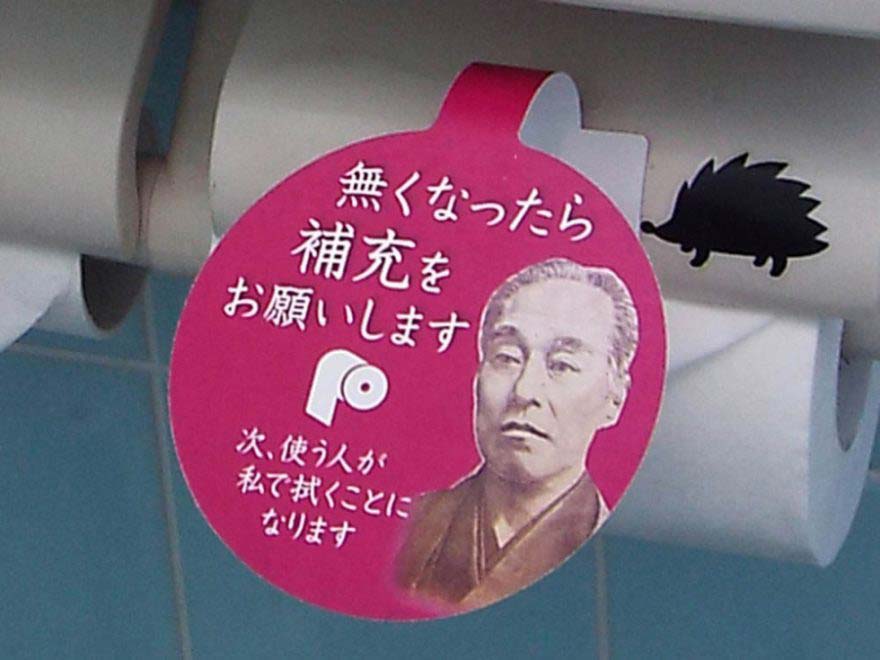 無くなったら
補充を
お願いします
次、使う人が
私で拭くことに
なります